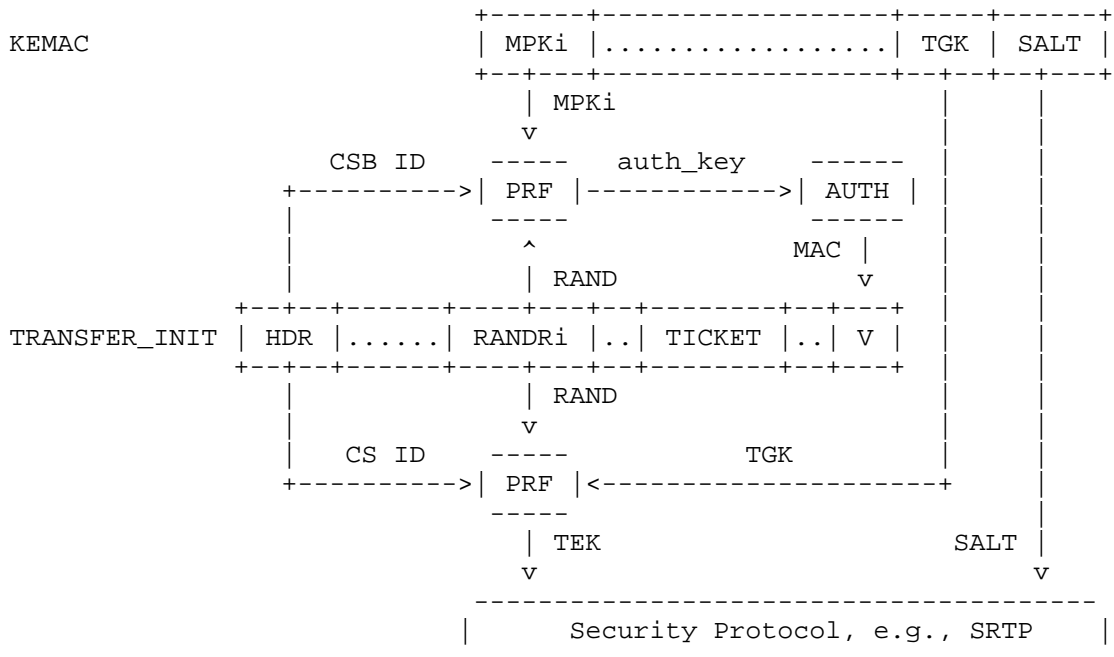 +------+------------------+-----+------+
KEMAC                         | MPKi |..................| TGK | SALT |
                              +--+---+------------------+--+--+--+---+
                                 | MPKi                    |     |
                                 v                         |     |
                    CSB ID     -----   auth_key    ------  |     |
                 +----------->| PRF |------------>| AUTH | |     |
                 |             -----               ------  |     |
                 |               ^                MAC |    |     |
                 |               | RAND               v    |     |
              +--+--+------+----+---+--+--------+--+---+   |     |
TRANSFER_INIT | HDR |......| RANDRi |..| TICKET |..| V |   |     |
              +--+--+------+----+---+--+--------+--+---+   |     |
                 |               | RAND                    |     |
                 |               v                         |     |
                 |   CS ID     -----           TGK         |     |
                 +----------->| PRF |<---------------------+     |
                               -----                             |
                                 | TEK                      SALT |
                                 v                               v
                              ---------------------------------------
                             |     Security Protocol, e.g., SRTP     |